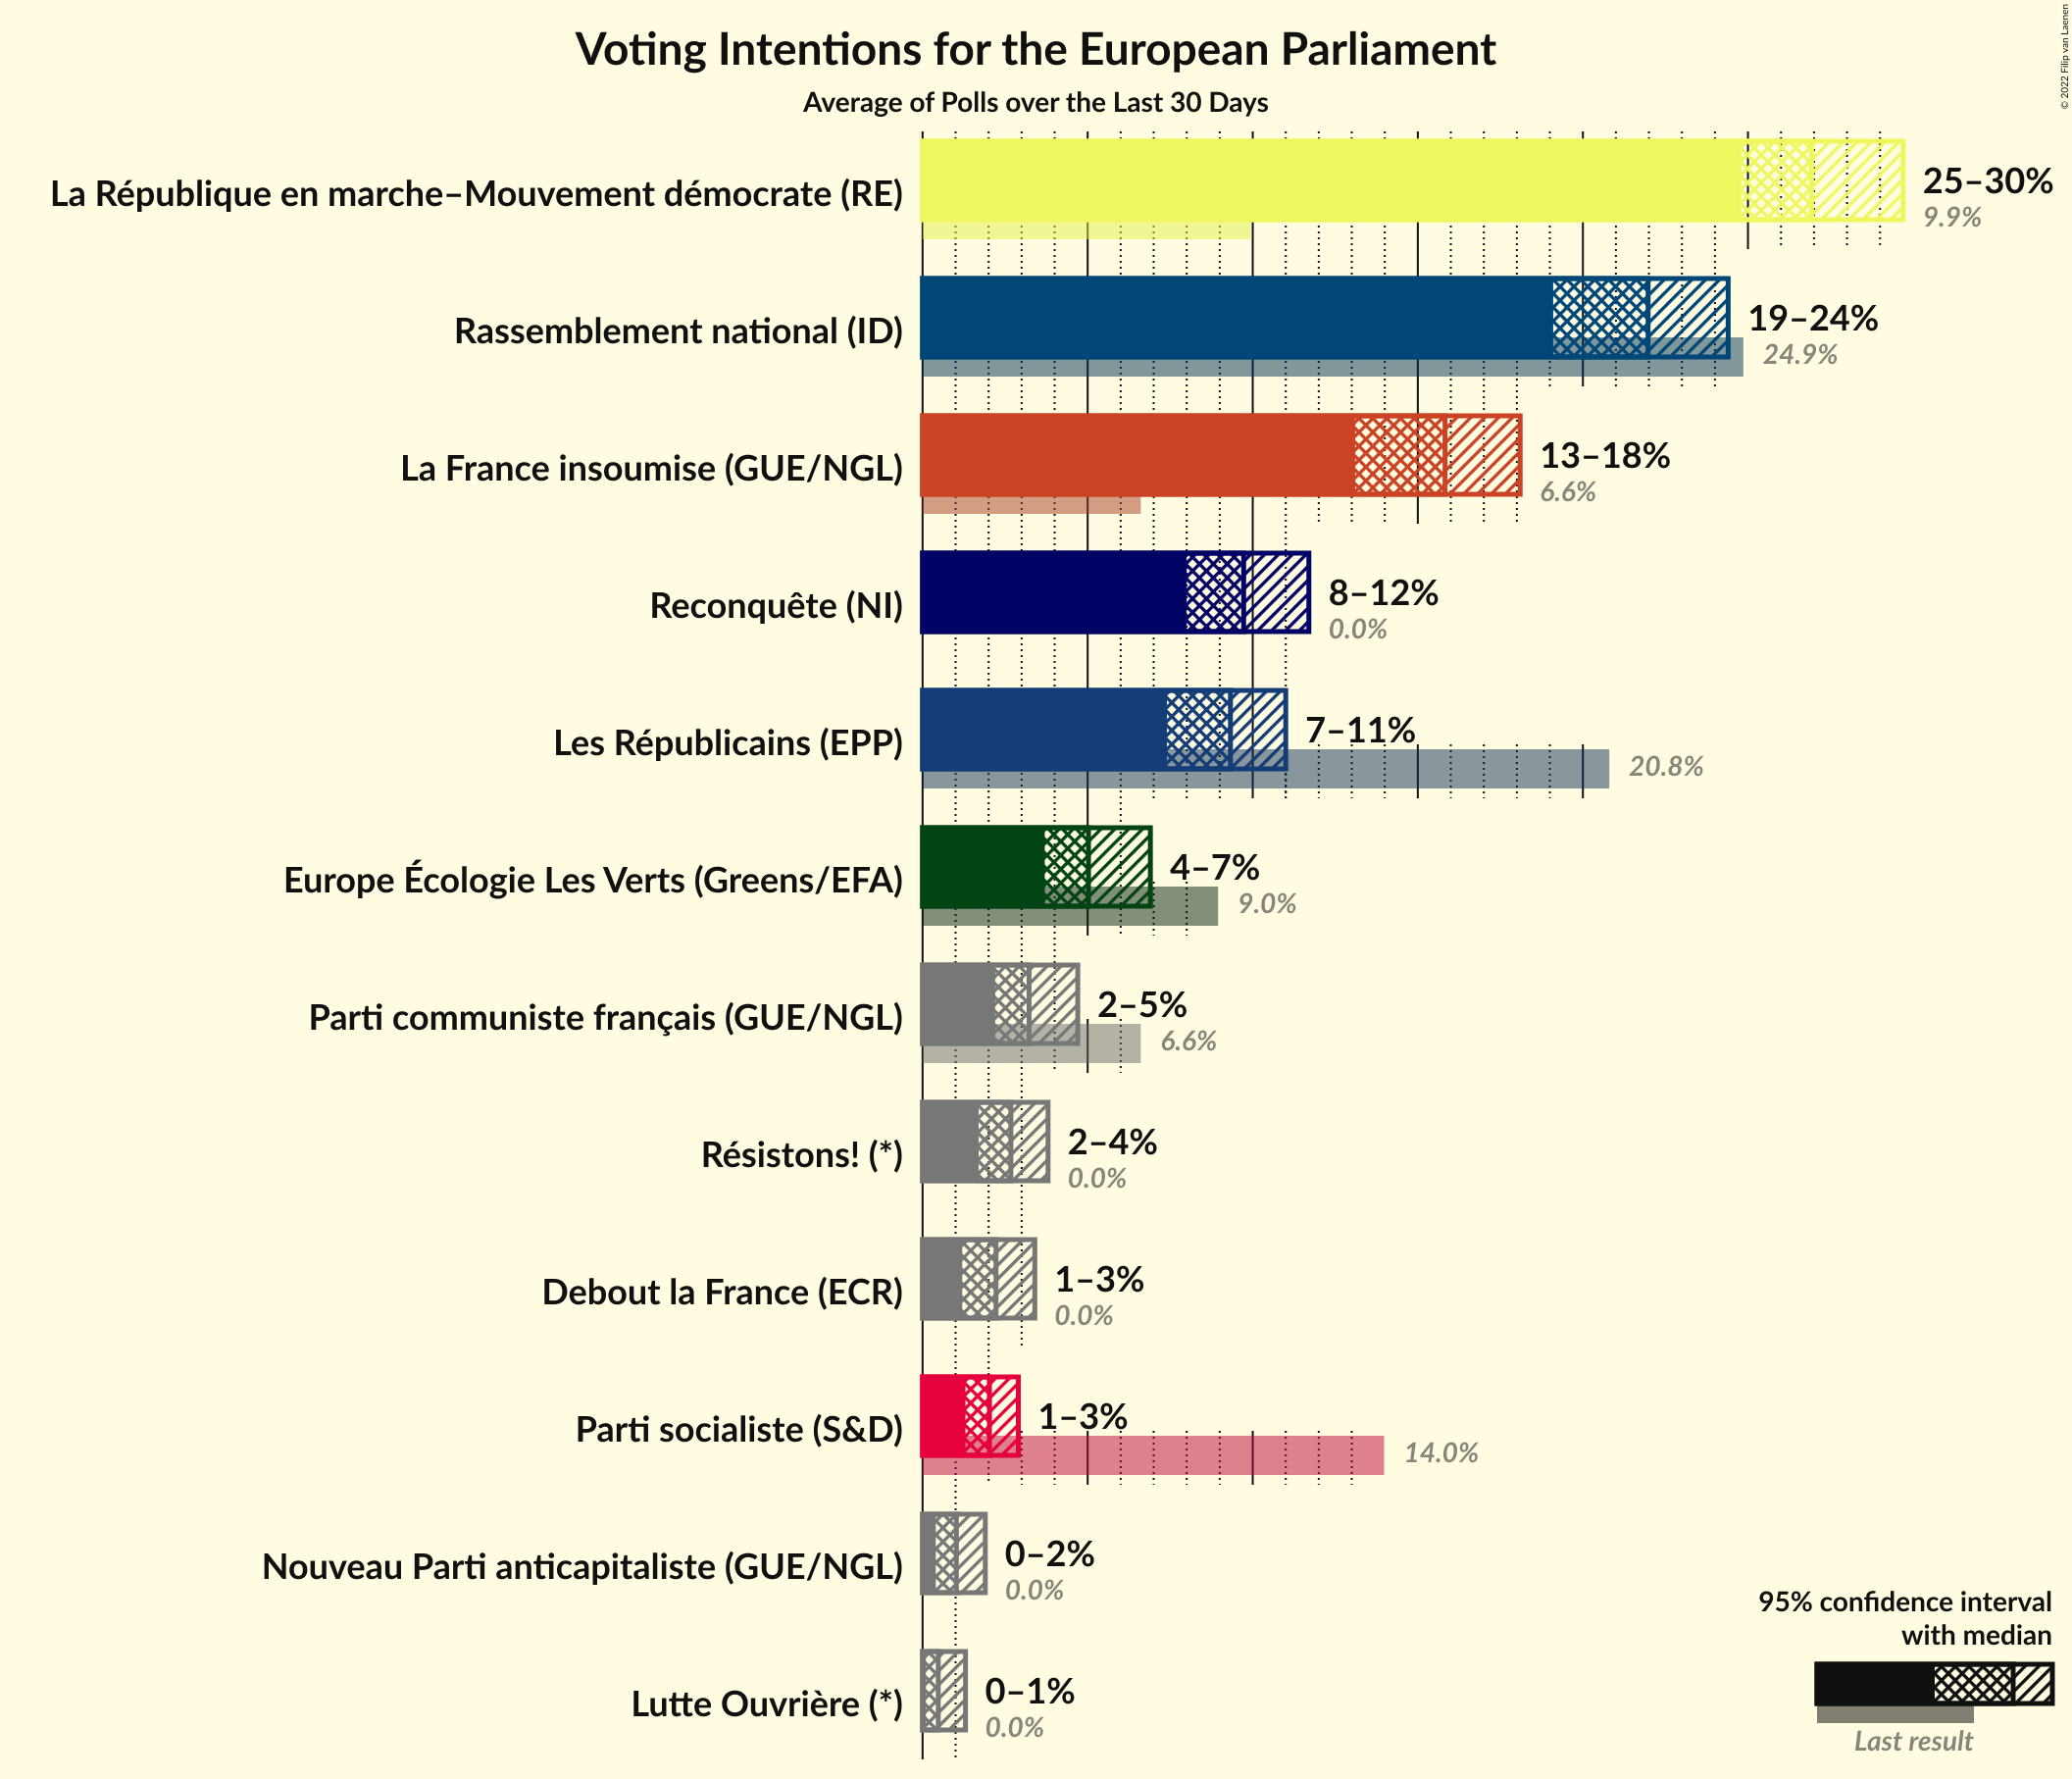 Voting Intentions for the European Parliament
Average of Polls over the Last 30 Days
© 2022 Filip van Laenen
La République en marche–Mouvement démocrate (RE)
25–30%
9.9%
Rassemblement national (ID)
19–24%
24.9%
La France insoumise (GUE/NGL)
13–18%
6.6%
Reconquête (NI)
8–12%
0.0%
Les Républicains (EPP)
7–11%
20.8%
Europe Écologie Les Verts (Greens/EFA)
4–7%
9.0%
Parti communiste français (GUE/NGL)
2–5%
6.6%
Résistons! (*)
2–4%
0.0%
Debout la France (ECR)
1–3%
0.0%
Parti socialiste (S&D)
1–3%
14.0%
Nouveau Parti anticapitaliste (GUE/NGL)
0–2%
0.0%
Lutte Ouvrière (*)
0–1%
0.0%
95% confidence interval
with median
Last result